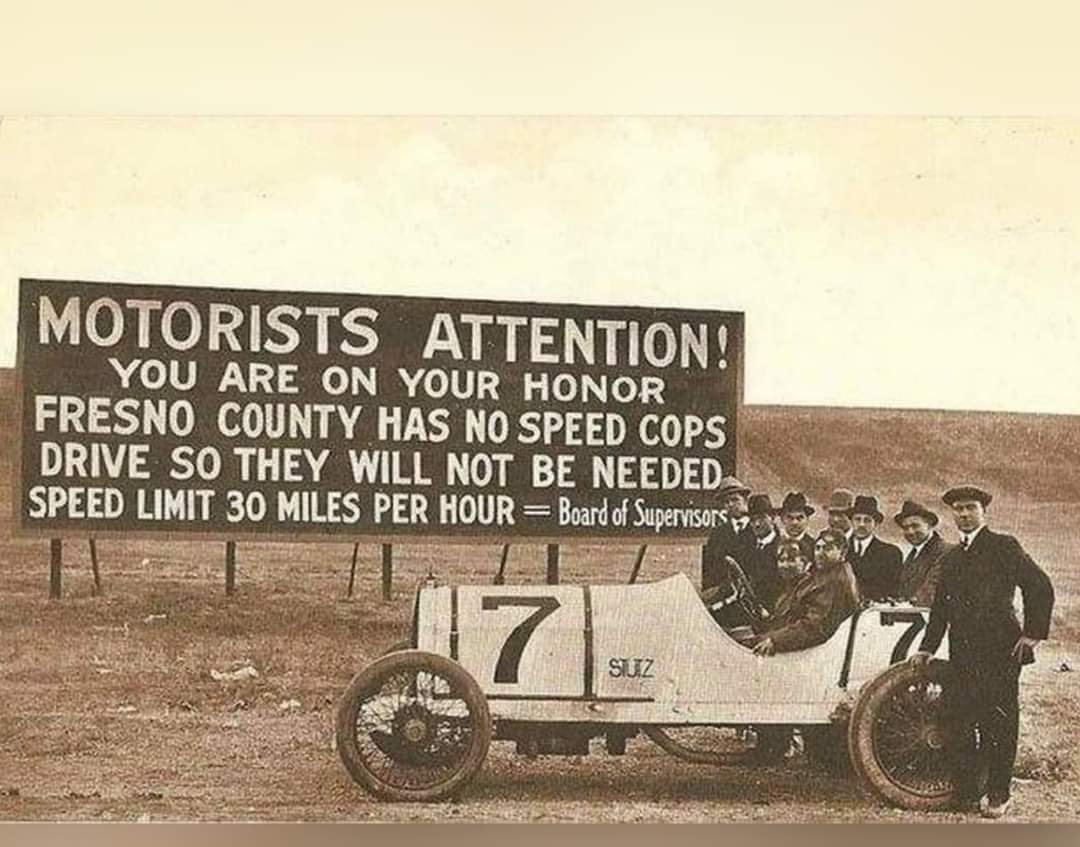 MOTORISTS ATTENTION!
YOU ARE ON YOUR HONOR
FRESNO COUNTY HAS NO SPEED COPS
DRIVE SO THEY WILL NOT BE NEEDED
SPEED LIMIT 30 MILES PER HOUR = Board of Supervisors
7
STUTZ
7